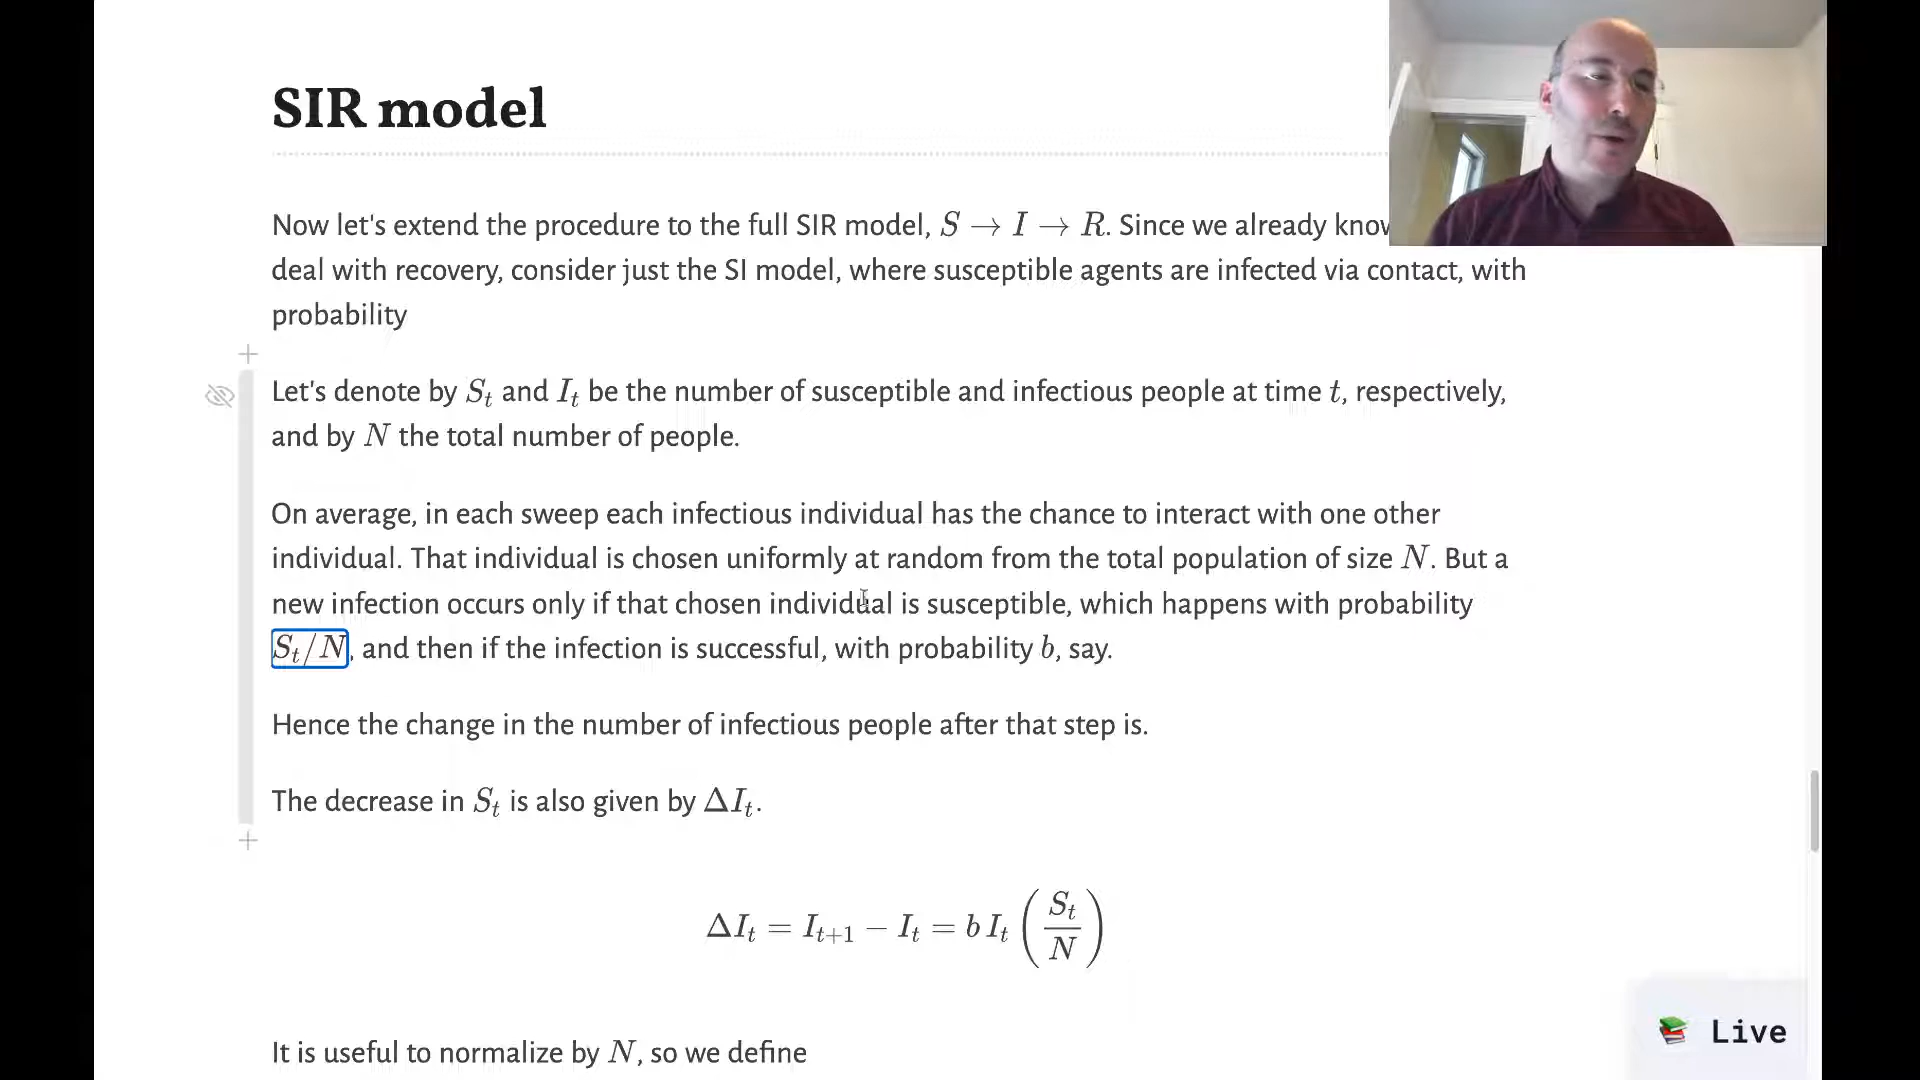 SIR model
Now let's extend the procedure to the full SIR model, S → I → R. Since we already know
deal with recovery, consider just the SI model, where susceptible agents are infected via contact, with
probability
Let's denote by S_t and I_t be the number of susceptible and infectious people at time t, respectively,
and by N the total number of people.
On average, in each sweep each infectious individual has the chance to interact with one other
individual. That individual is chosen uniformly at random from the total population of size N. But a
new infection occurs only if that chosen individual is susceptible, which happens with probability
S_t/N, and then if the infection is successful, with probability b, say.
Hence the change in the number of infectious people after that step is.
The decrease in S_t is also given by ΔI_t.
ΔI_t = I_{t+1} − I_t = b I_t (S_t/N)
It is useful to normalize by N, so we define
Live